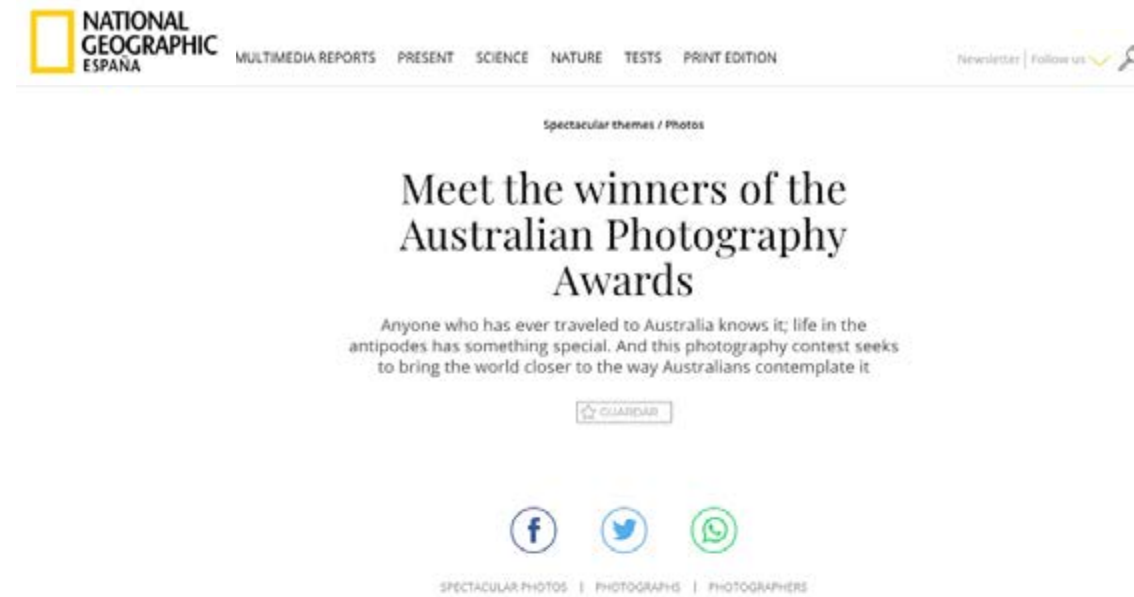 NATIONAL
GEOGRAPHIC
ESPAÑA
MULTIMEDIA REPORTS PRESENT SCIENCE NATURE TESTS PRINT EDITION
Newsletter | Follow us
Spectacular themes / Photos
Meet the winners of the
Australian Photography
Awards
Anyone who has ever traveled to Australia knows it; life in the
antipodes has something special. And this photography contest seeks
to bring the world closer to the way Australians contemplate it
GUARDAR
SPECTACULAR PHOTOS | PHOTOGRAPHS | PHOTOGRAPHERS